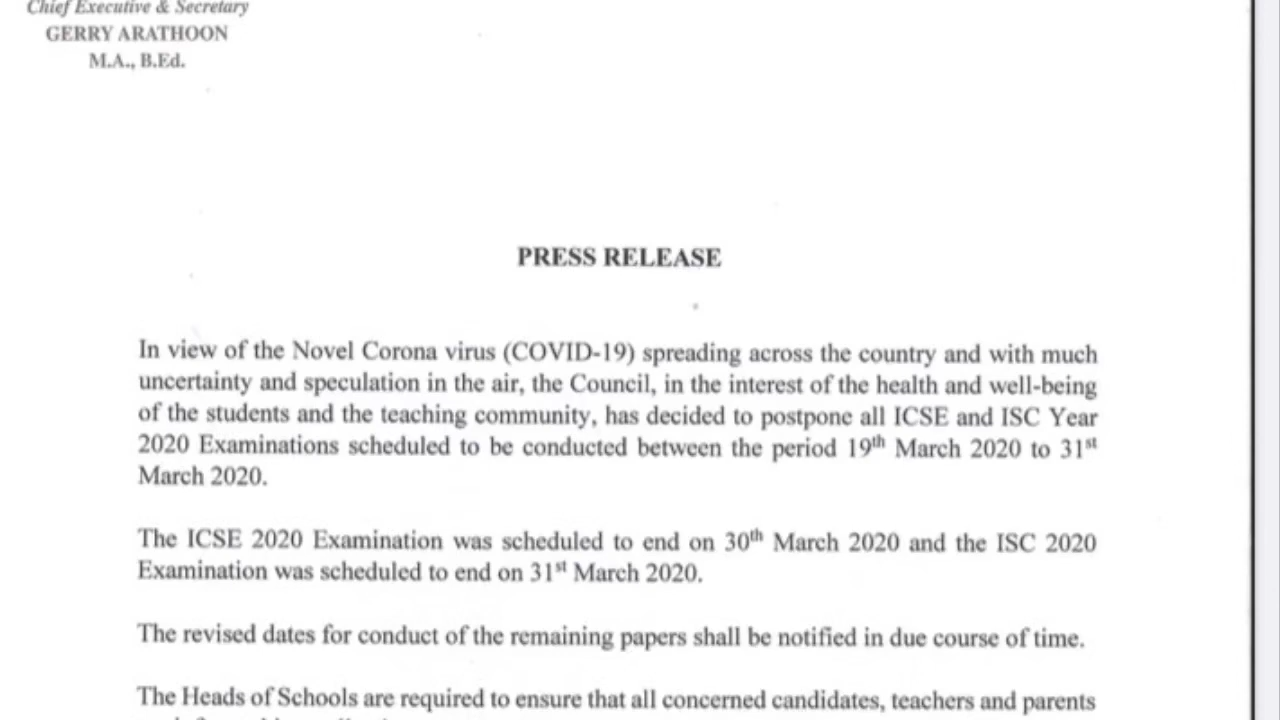 Chief Executive & Secretary
GERRY ARATHOON
M.A., B.Ed.
PRESS RELEASE
In view of the Novel Corona virus (COVID-19) spreading across the country and with much
uncertainty and speculation in the air, the Council, in the interest of the health and well-being
of the students and the teaching community, has decided to postpone all ICSE and ISC Year
2020 Examinations scheduled to be conducted between the period 19th March 2020 to 31st
March 2020.
The ICSE 2020 Examination was scheduled to end on 30th March 2020 and the ISC 2020
Examination was scheduled to end on 31st March 2020.
The revised dates for conduct of the remaining papers shall be notified in due course of time.
The Heads of Schools are required to ensure that all concerned candidates, teachers and parents